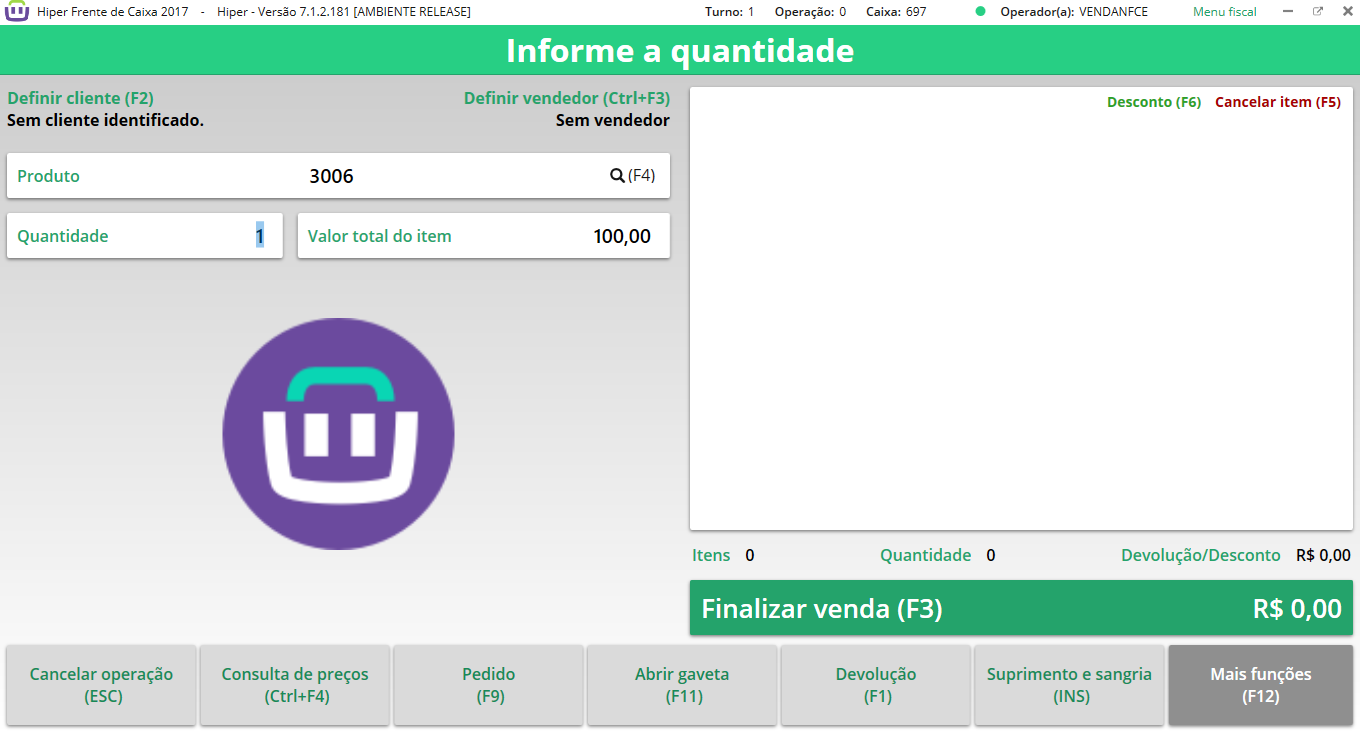 Hiper Frente de Caixa 2017 - Hiper - Versão 7.1.2.181 [AMBIENTE RELEASE] Turno: 1 Operação: 0 Caixa: 697 Operador(a): VENDANFCE Menu fiscal
Informe a quantidade
Definir cliente (F2) Definir vendedor (Ctrl+F3)
Sem cliente identificado. Sem vendedor
Desconto (F6) Cancelar item (F5)
Produto 3006 (F4)
Quantidade 1 Valor total do item 100,00
Itens 0 Quantidade 0 Devolução/Desconto R$ 0,00
Finalizar venda (F3) R$ 0,00
Cancelar operação
(ESC)
Consulta de preços
(Ctrl+F4)
Pedido
(F9)
Abrir gaveta
(F11)
Devolução
(F1)
Suprimento e sangria
(INS)
Mais funções
(F12)